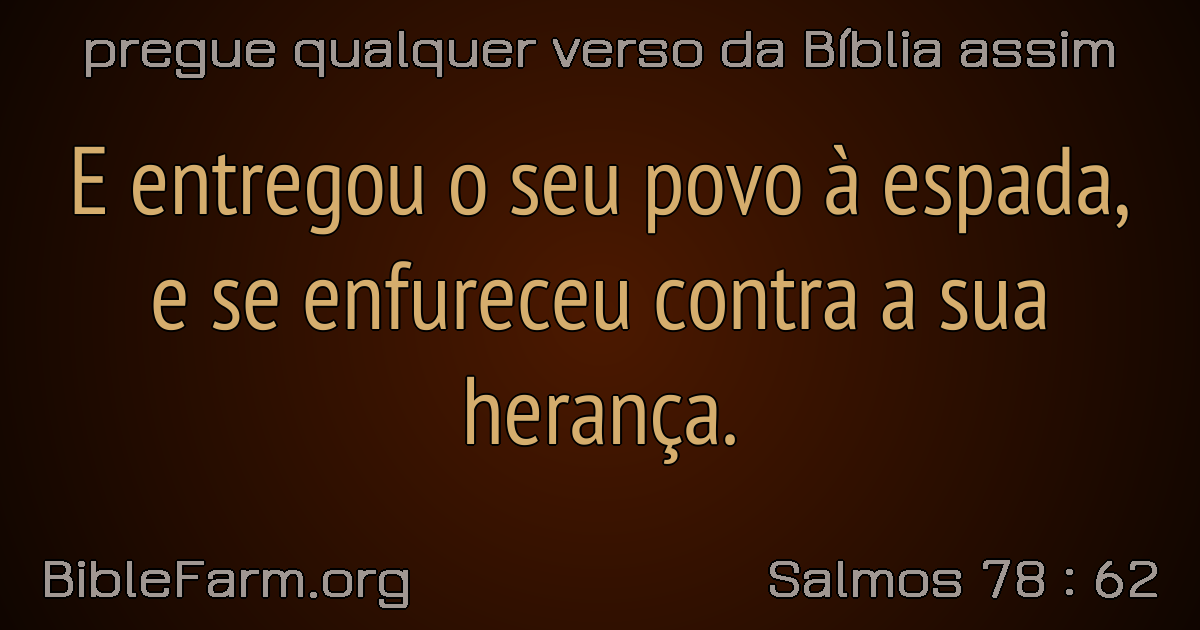 pregue qualquer verso da Bíblia assim
E entregou o seu povo à espada,
e se enfureceu contra a sua
herança.
BibleFarm.org
Salmos 78 : 62